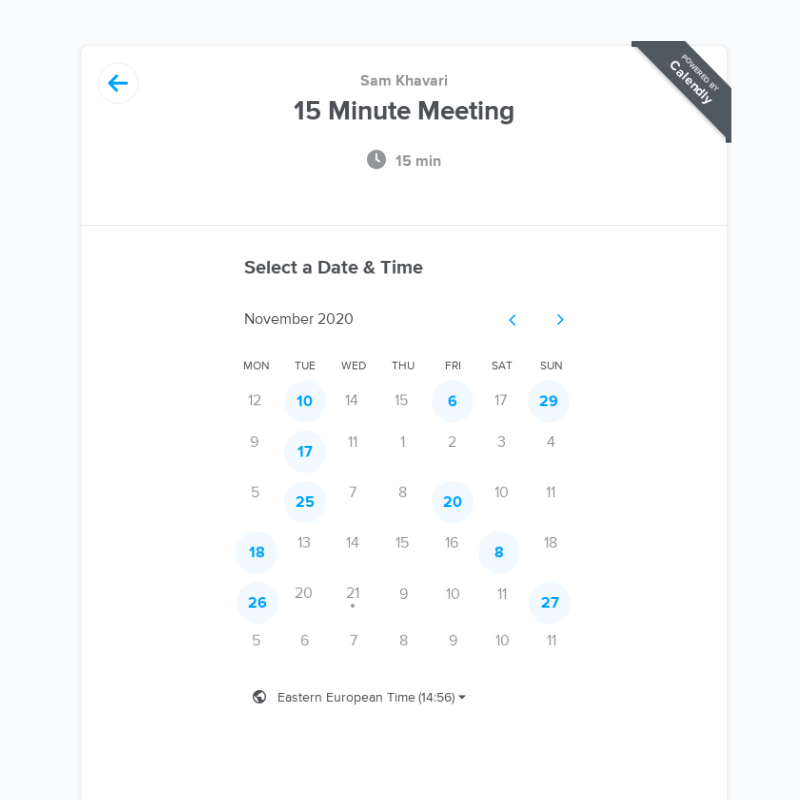 POWERED BY
Calendly
Sam Khavari
15 Minute Meeting
15 min
Select a Date & Time
November 2020
MON TUE WED THU FRI SAT SUN
12 10 14 15 6 17 29
9 17 11 1 2 3 4
5 25 7 8 20 10 11
18 13 14 15 16 8 18
26 20 21 9 10 11 27
5 6 7 8 9 10 11
Eastern European Time (14:56)